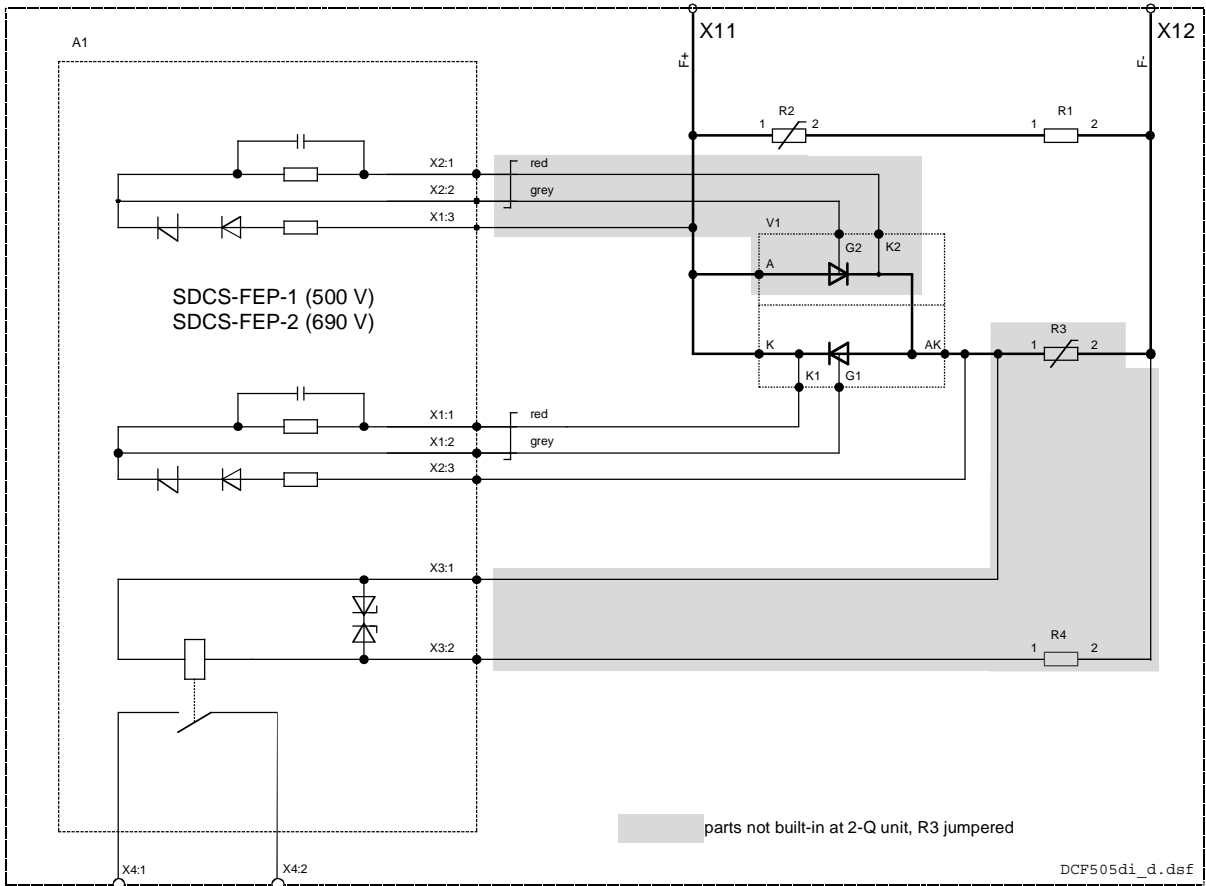 X11
X12
A1
F+
F-
R2
R1
1
2
1
2
X2:1
red
X2:2
grey
X1:3
V1
G2
K2
A
SDCS-FEP-1 (500 V)
SDCS-FEP-2 (690 V)
R3
K
AK
1
2
K1
G1
X1:1
red
X1:2
grey
X2:3
X3:1
R4
X3:2
1
2
parts not built-in at 2-Q unit, R3 jumpered
X4:1
X4:2
DCF505di_d.dsf